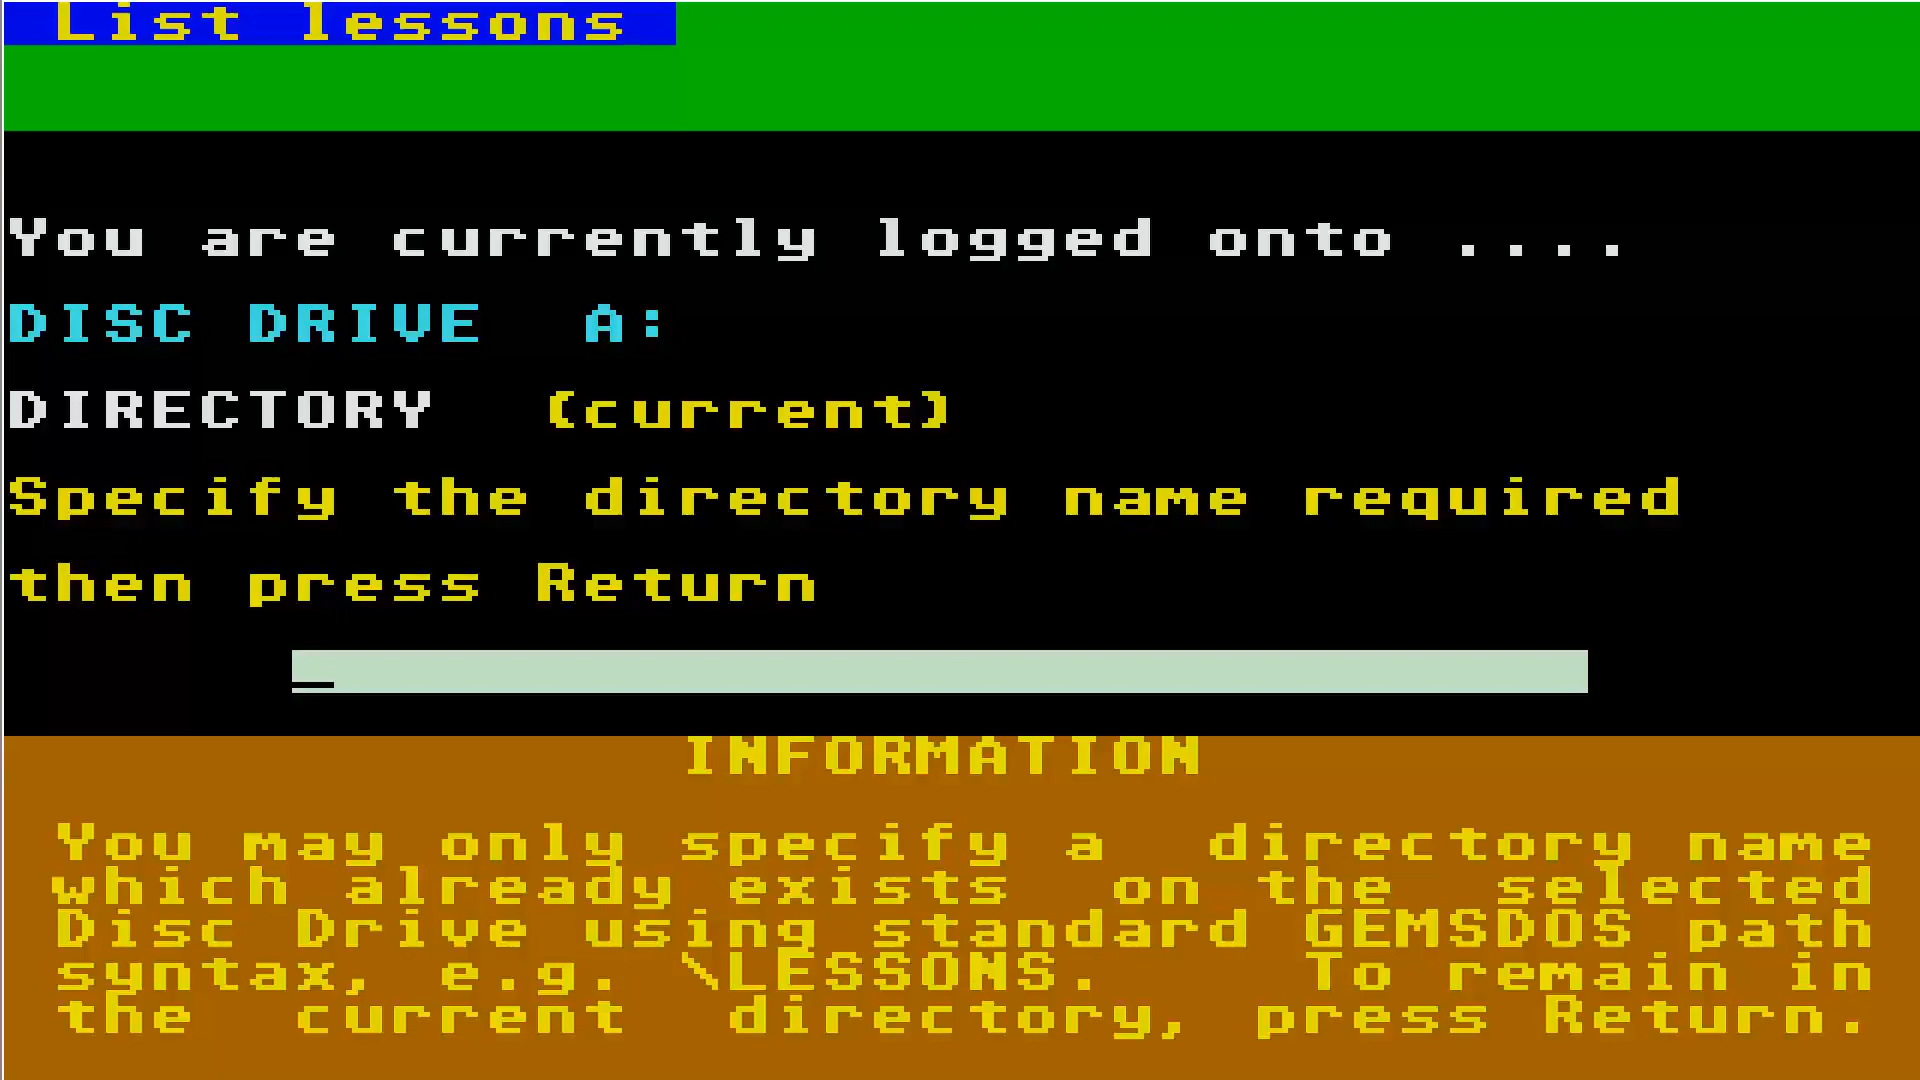 List lessons
You are currently logged onto ....
DISC DRIVE A:
DIRECTORY (current)
Specify the directory name required
then press Return
INFORMATION
You may only specify a directory name
which already exists on the selected
Disc Drive using standard GEMSDOS path
syntax, e.g. \LESSONS. To remain in
the current directory, press Return.